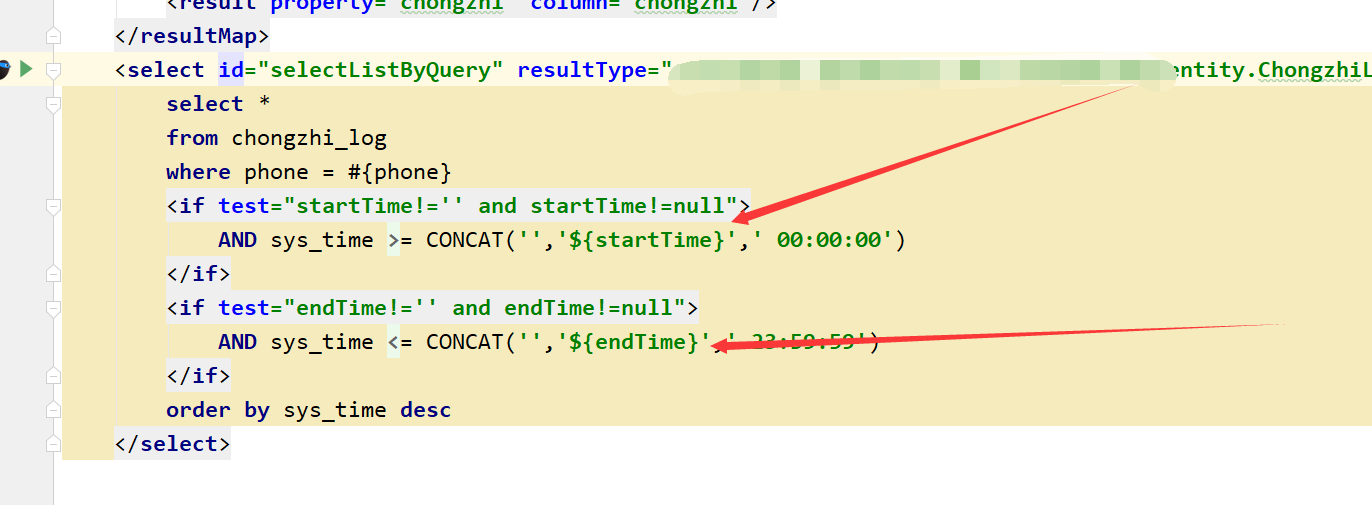 <result property="chongzhi" column="chongzhi"/>
</resultMap>
<select id="selectListByQuery" resultType="entity.ChongzhiL
select *
from chongzhi_log
where phone = #{phone}
<if test="startTime!='' and startTime!=null">
AND sys_time >= CONCAT('','${startTime}',' 00:00:00')
</if>
<if test="endTime!='' and endTime!=null">
AND sys_time <= CONCAT('','${endTime}',' 23:59:59')
</if>
order by sys_time desc
</select>